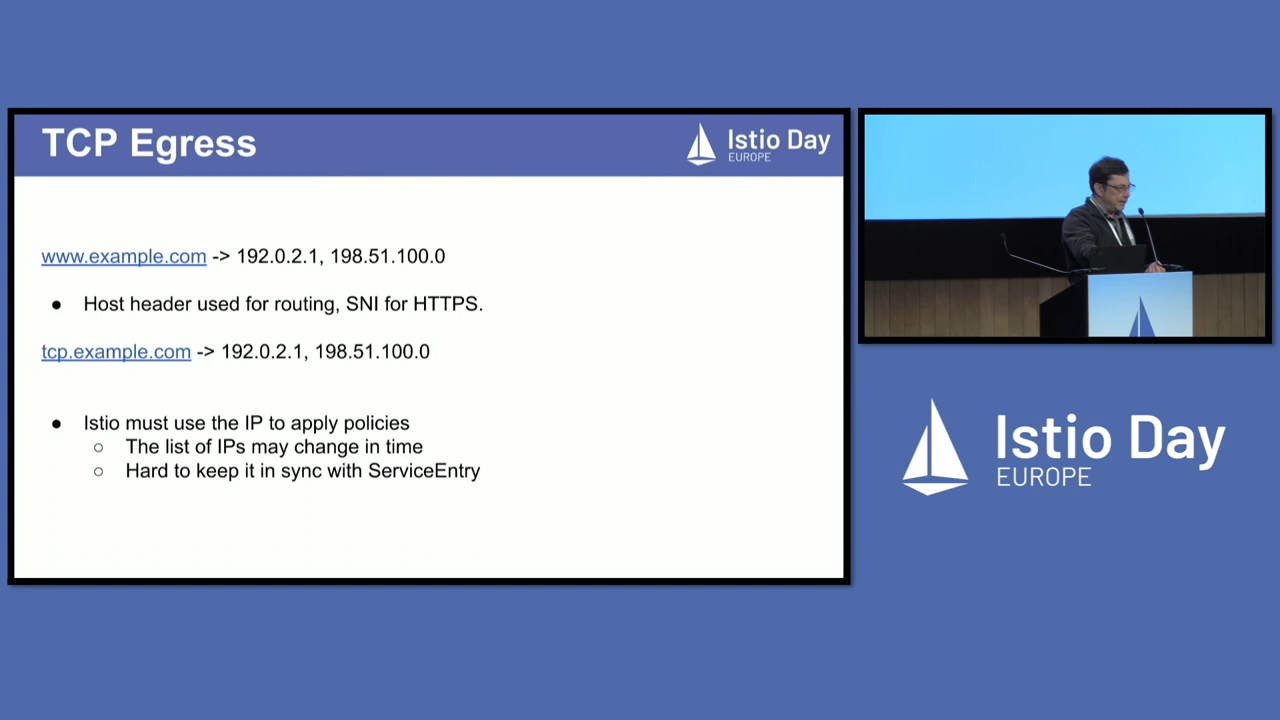 TCP Egress
Istio Day
EUROPE
www.example.com -> 192.0.2.1, 198.51.100.0
● Host header used for routing, SNI for HTTPS.
tcp.example.com -> 192.0.2.1, 198.51.100.0
● Istio must use the IP to apply policies
○ The list of IPs may change in time
○ Hard to keep it in sync with ServiceEntry
Istio Day
EUROPE